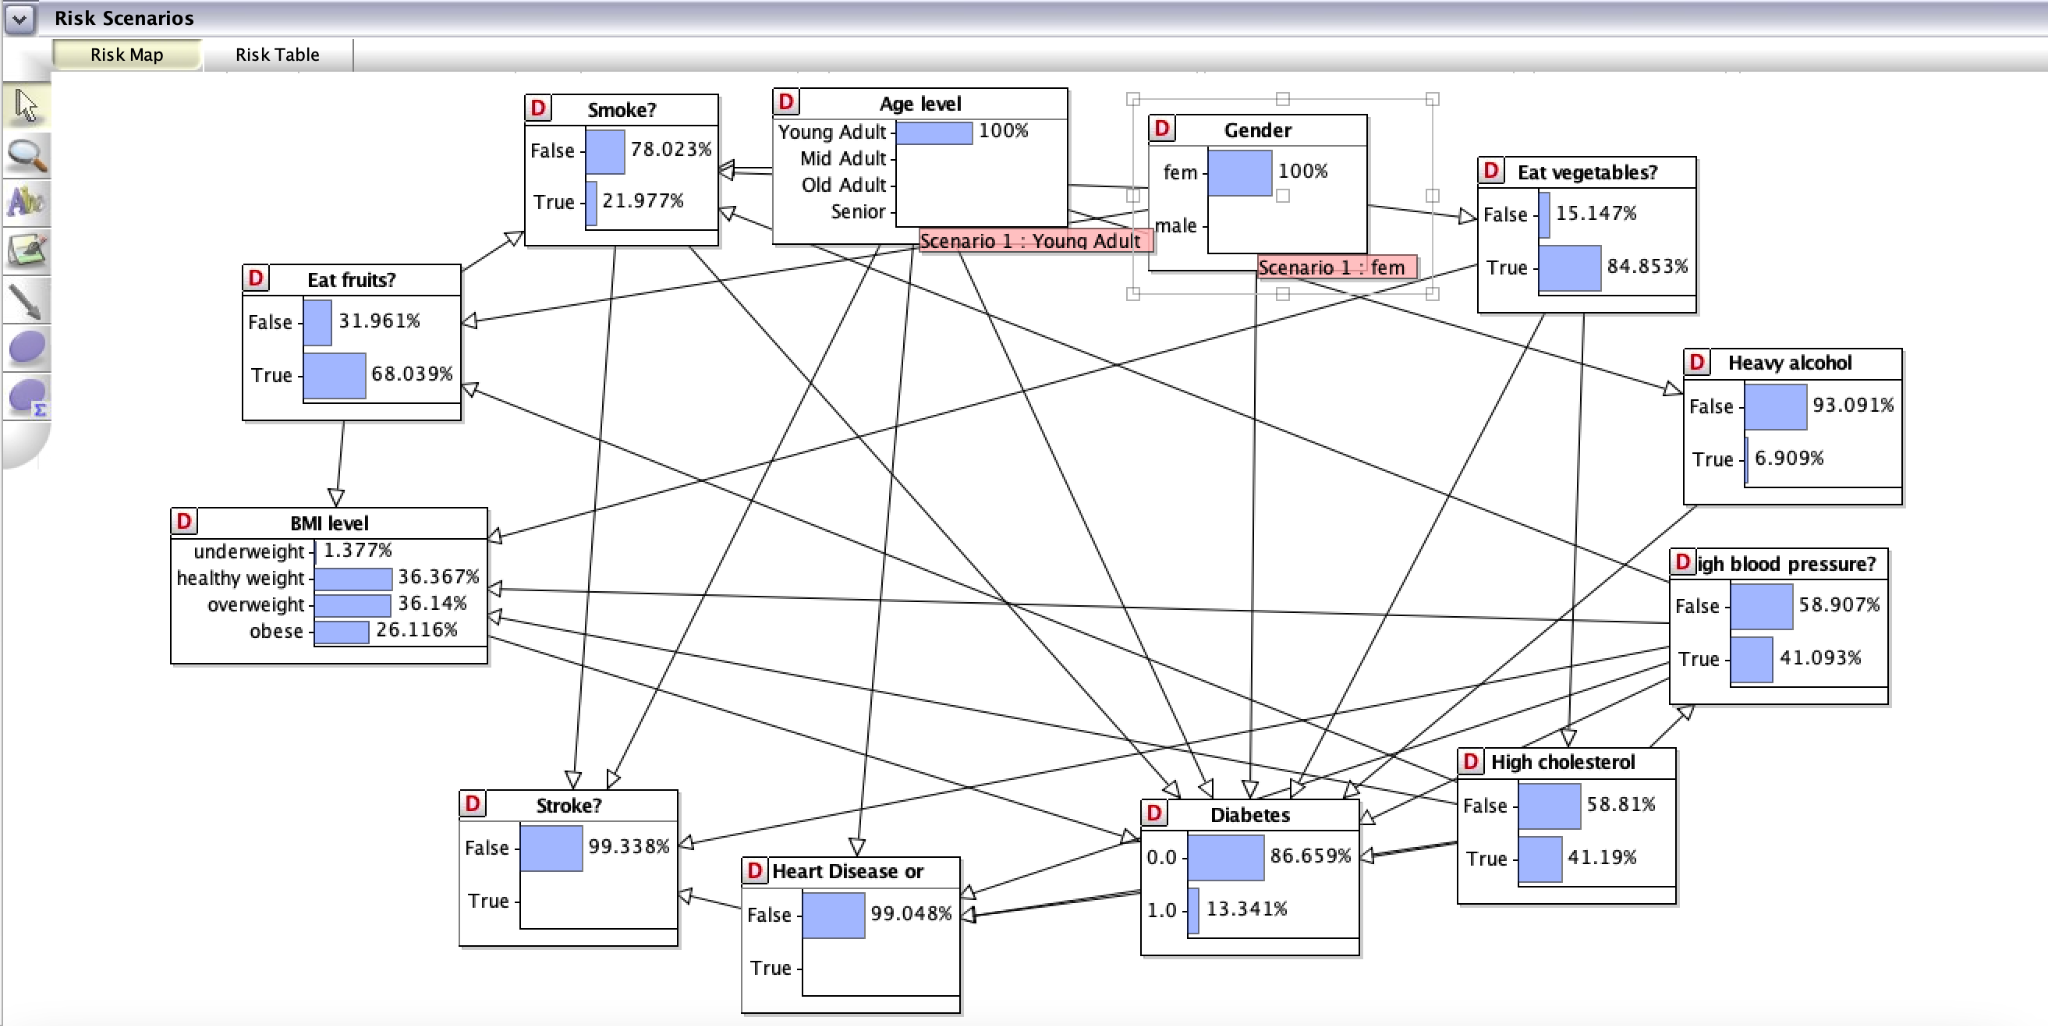 Risk Scenarios
Risk Map
Risk Table
D Smoke?
False 78.023%
True 21.977%
D Age level
Young Adult 100%
Mid Adult
Old Adult
Senior
Scenario 1 : Young Adult
D Gender
fem 100%
male
Scenario 1 : fem
D Eat vegetables?
False 15.147%
True 84.853%
Abc
Σ
D Eat fruits?
False 31.961%
True 68.039%
D Heavy alcohol
False 93.091%
True 6.909%
D BMI level
underweight 1.377%
healthy weight 36.367%
overweight 36.14%
obese 26.116%
D igh blood pressure?
False 58.907%
True 41.093%
D High cholesterol
False 58.81%
True 41.19%
D Stroke?
False 99.338%
True
D Heart Disease or
False 99.048%
True
D Diabetes
0.0 86.659%
1.0 13.341%